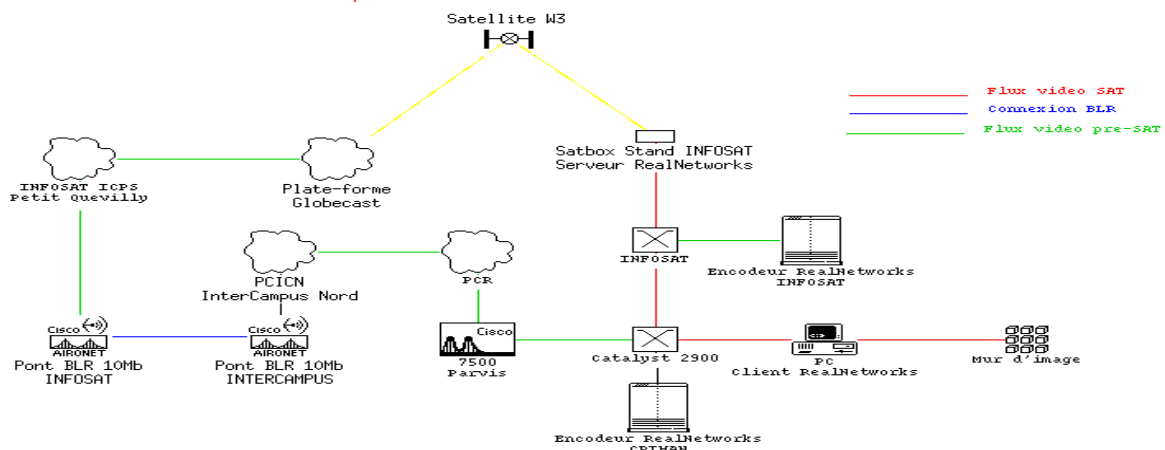 Satellite W3
Flux video SAT
Connexion BLR
Flux video pre-SAT
Satbox Stand INFOSAT
Serveur RealNetworks
INFOSAT ICPS
Petit Quevilly
Plate-forme
Globecast
INFOSAT
Encodeur RealNetworks
INFOSAT
PCICN
InterCampus Nord
PCR
Cisco
AIRONET
Pont BLR 10Mb
INFOSAT
Cisco
AIRONET
Pont BLR 10Mb
INTERCAMPUS
Cisco
7500
Parvis
Catalyst 2900
PC
Client RealNetworks
Mur d'image
Encodeur RealNetworks